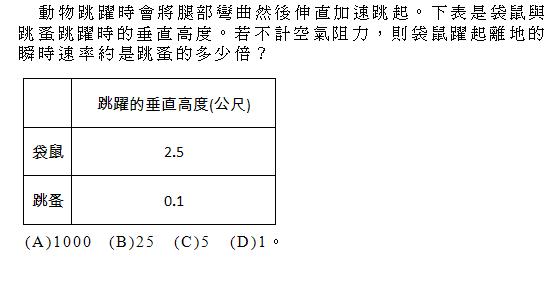 動物跳躍時會將腿部彎曲然後伸直加速跳起。下表是袋鼠與
跳蚤跳躍時的垂直高度。若不計空氣阻力，則袋鼠躍起離地的
瞬時速率約是跳蚤的多少倍？
跳躍的垂直高度(公尺)
袋鼠 2.5
跳蚤 0.1
(A)1000 (B)25 (C)5 (D)1。